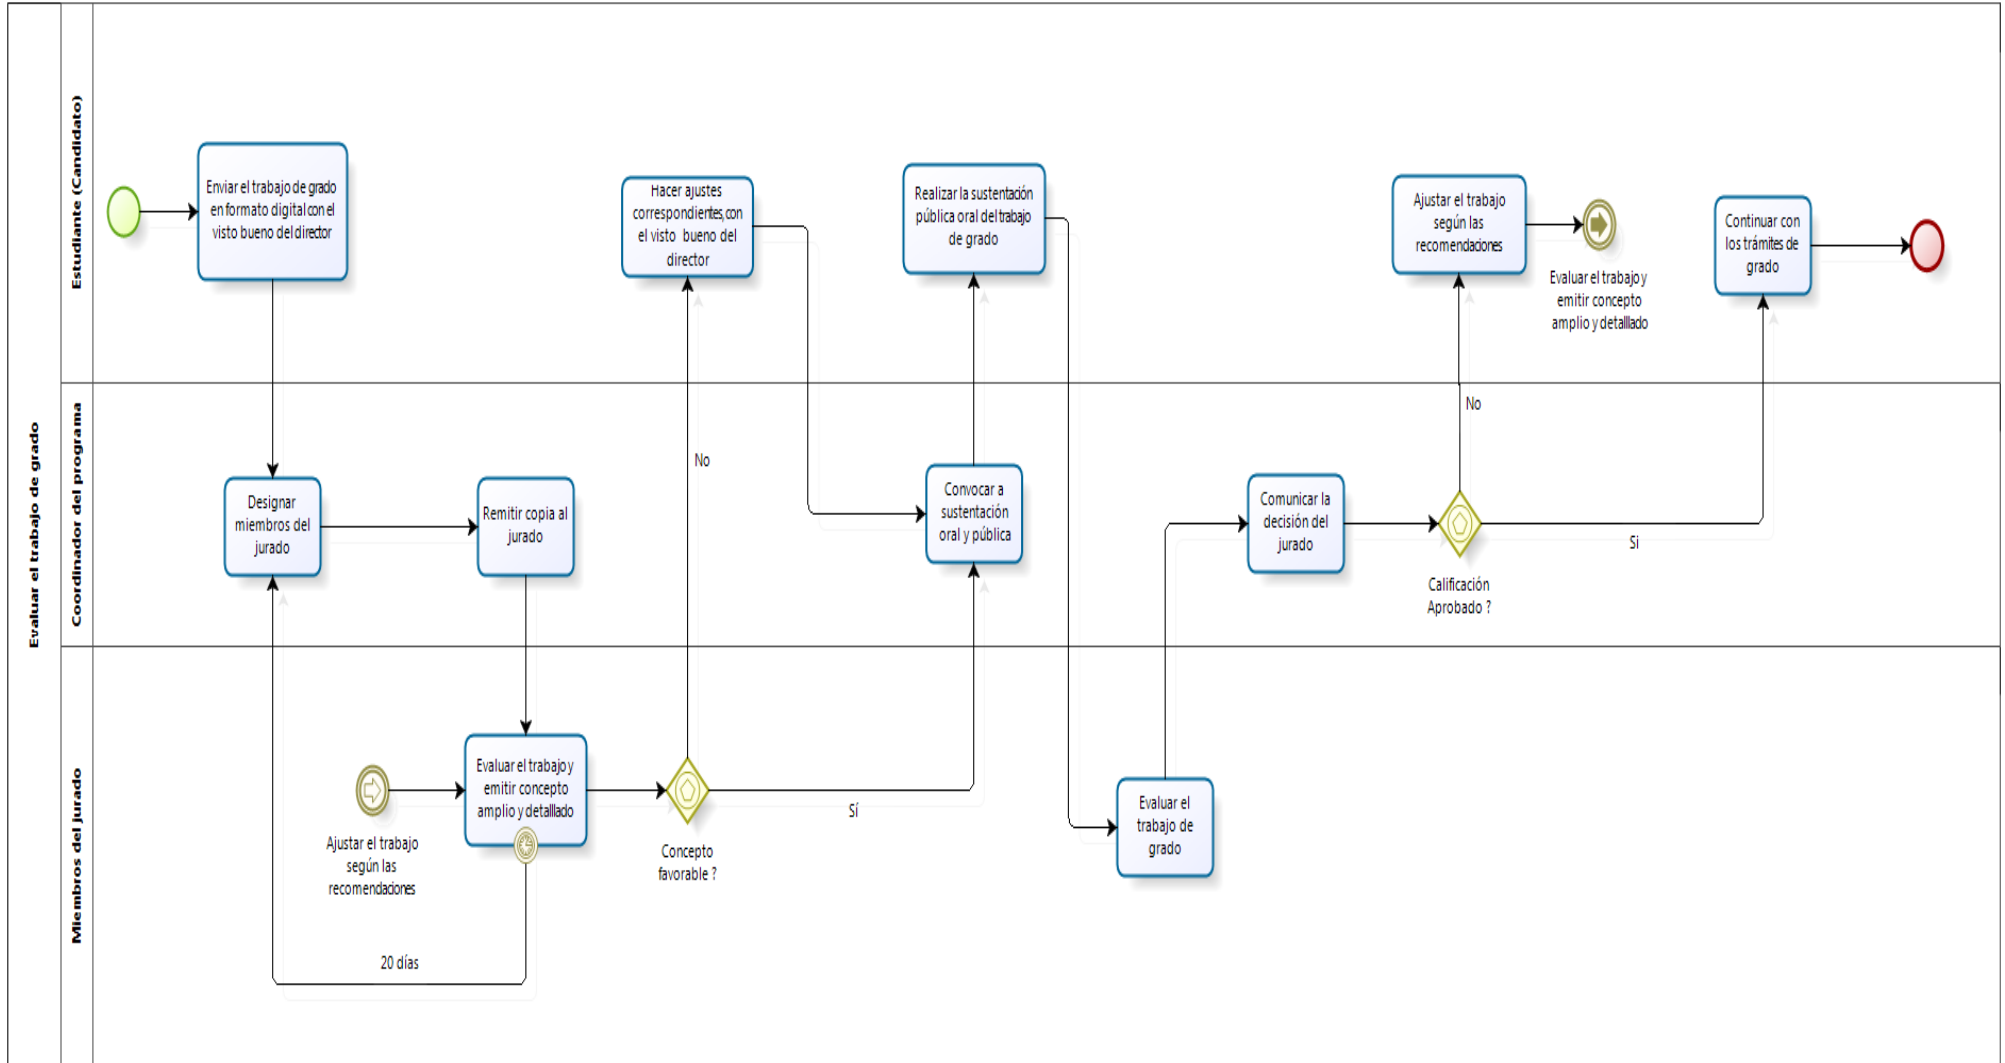 Evaluar el trabajo de grado
Estudiante (Candidato)
Enviar el trabajo de grado
en formato digital con el
visto bueno del director
Hacer ajustes
correspondientes, con
el visto bueno del
director
Realizar la sustentación
pública oral del trabajo
de grado
Ajustar el trabajo
según las
recomendaciones
Evaluar el trabajo y
emitir concepto
amplio y detalllado
Continuar con
los trámites de
grado
Coordinador del programa
Designar
miembros del
jurado
Remitir copia al
jurado
No
Convocar a
sustentación
oral y pública
Comunicar la
decisión del
jurado
No
Si
Calificación
Aprobado ?
Miembros del jurado
Ajustar el trabajo
según las
recomendaciones
Evaluar el trabajo y
emitir concepto
amplio y detalllado
20 días
Concepto
favorable ?
Sí
Evaluar el
trabajo de
grado